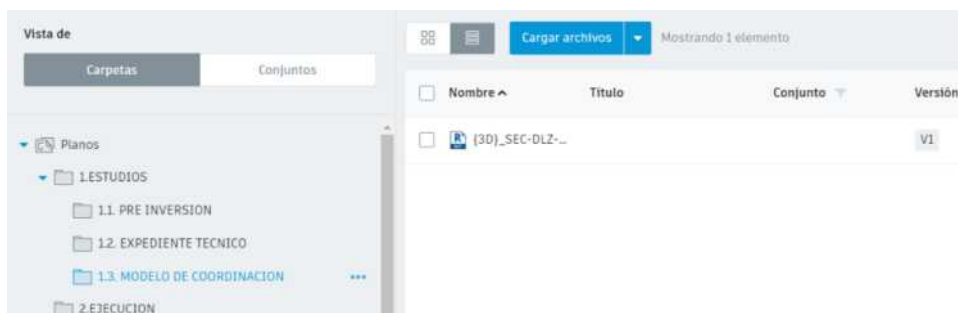 Vista de
Carpetas
Conjuntos
Planos
1.ESTUDIOS
1.1. PRE INVERSION
1.2. EXPEDIENTE TECNICO
1.3. MODELO DE COORDINACION
2.EJECUCION
Cargar archivos
Mostrando 1 elemento
Nombre
Título
Conjunto
Versión
{3D}_SEC-DLZ-...
V1